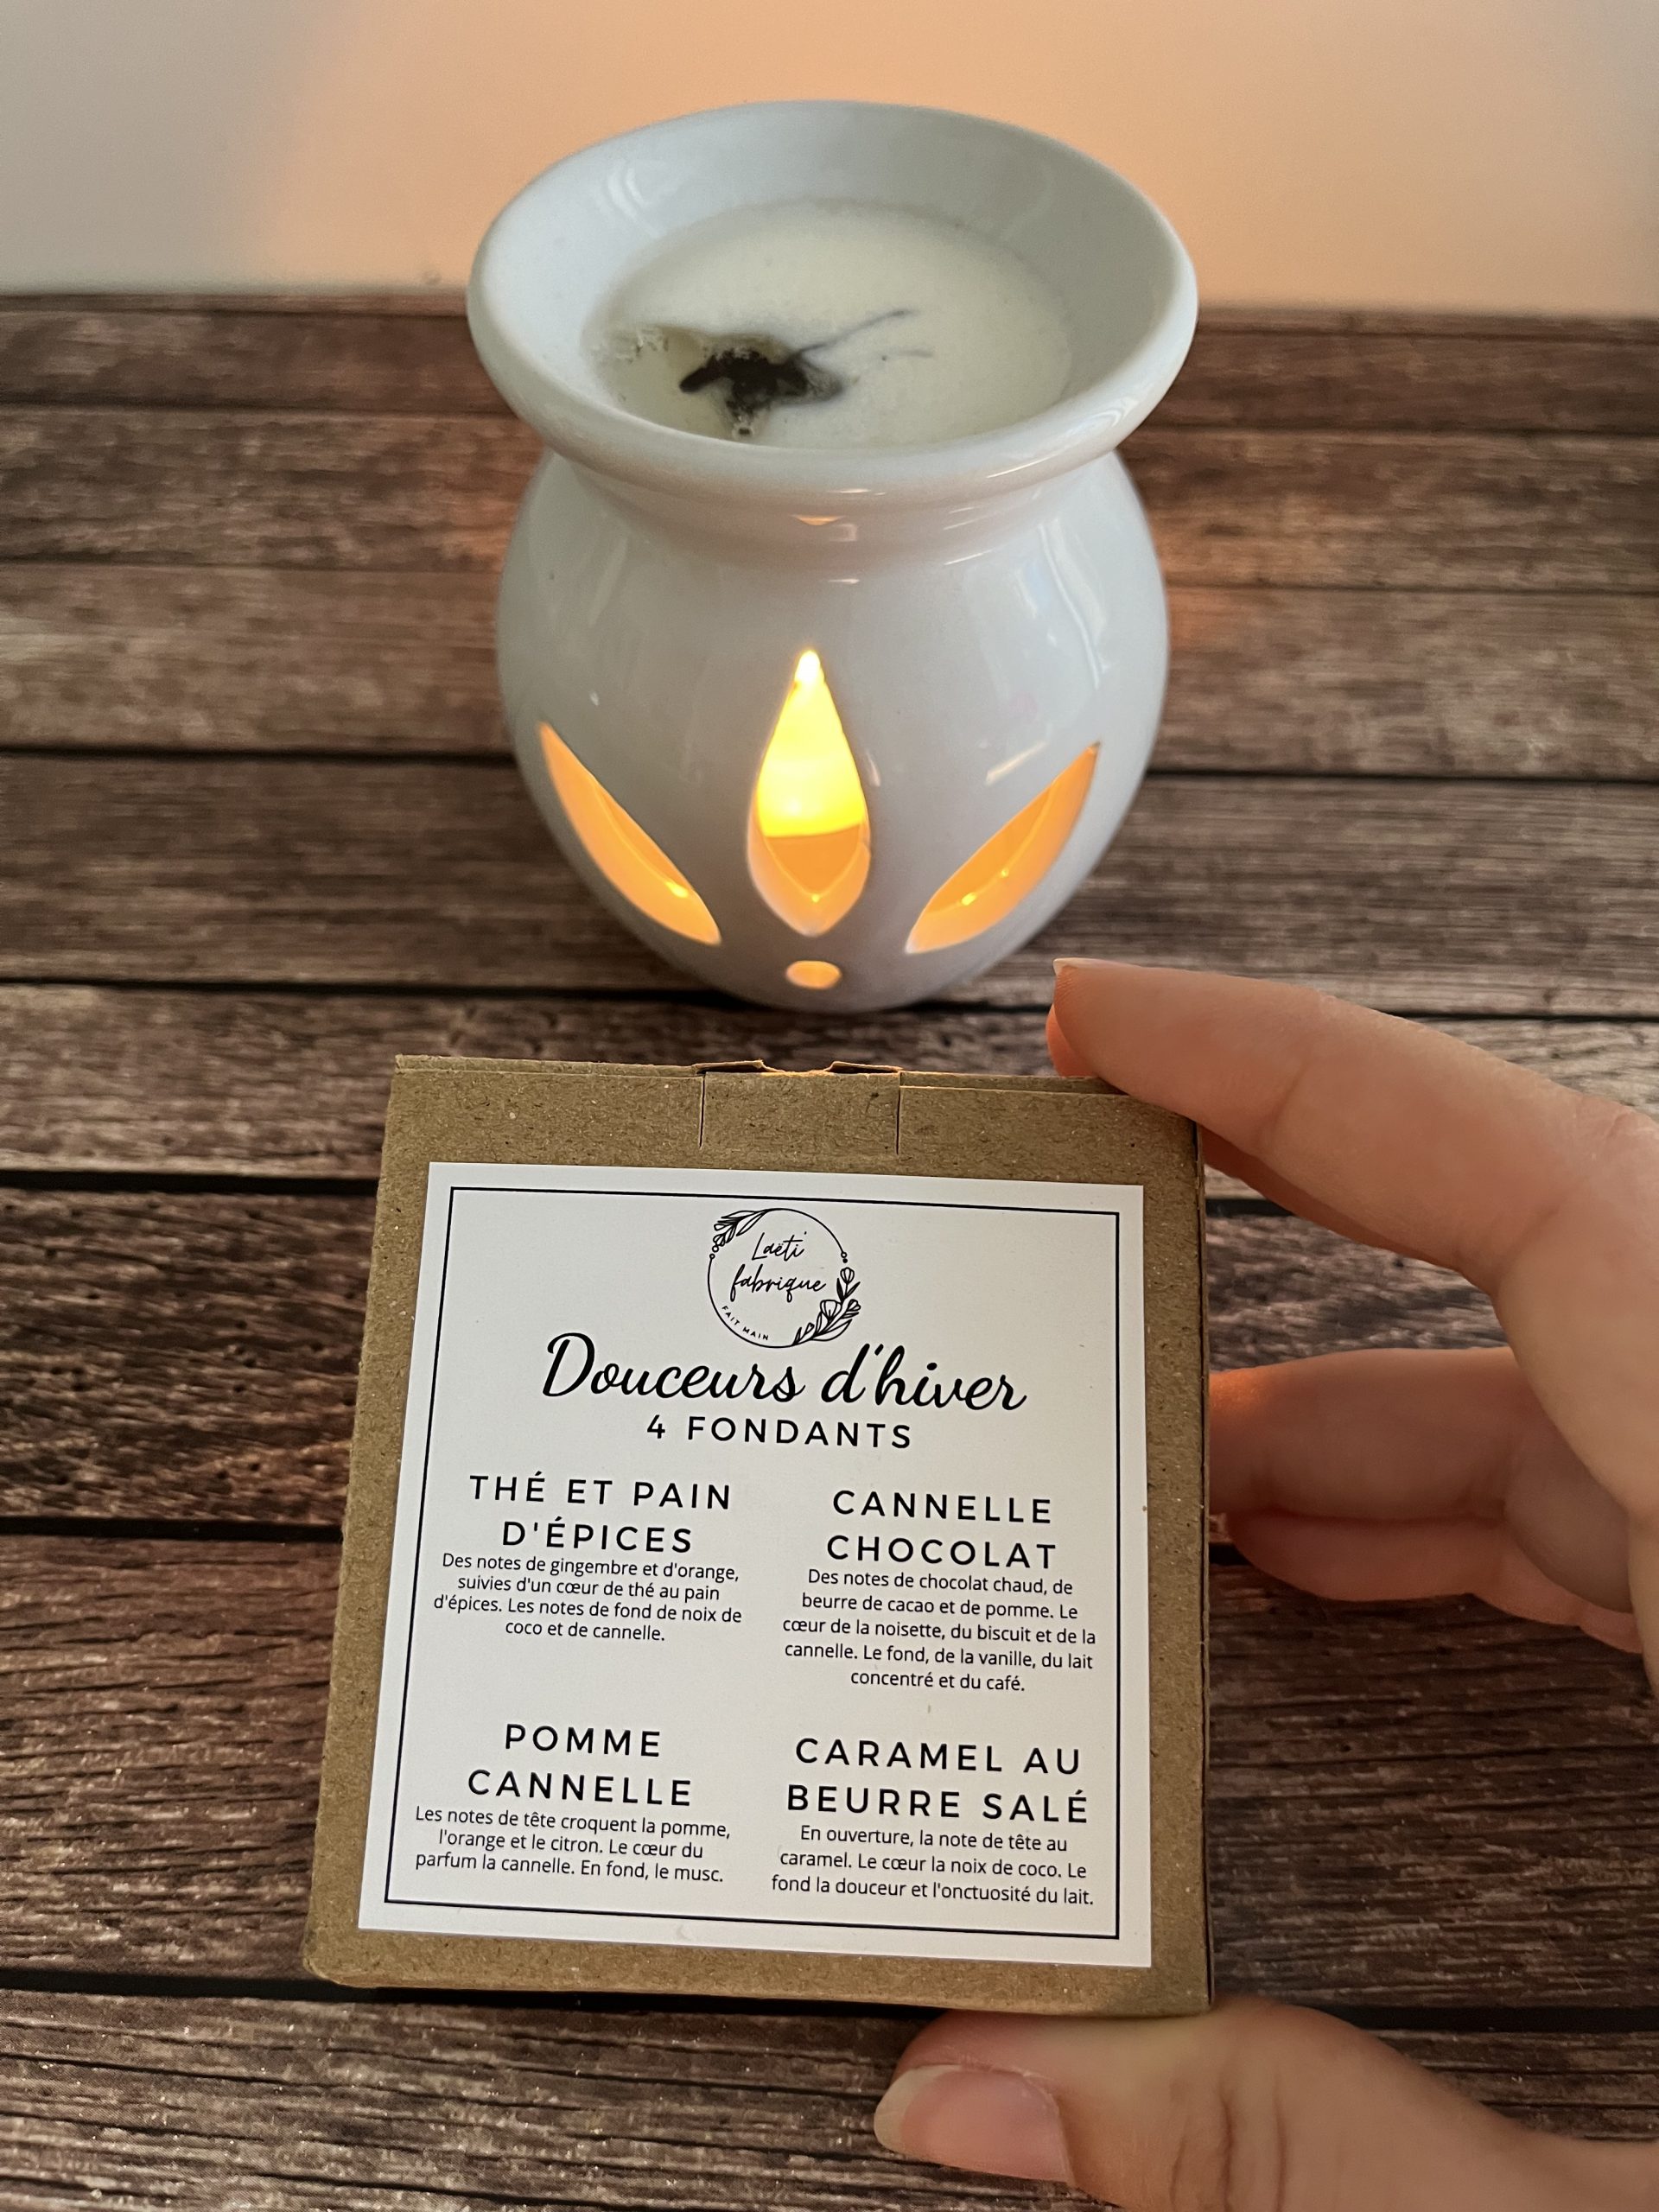 Laëti'
fabrique
FAIT MAIN
Douceurs d'hiver
4 FONDANTS
THÉ ET PAIN
D'ÉPICES
Des notes de gingembre et d'orange,
suivies d'un cœur de thé au pain
d'épices. Les notes de fond de noix de
coco et de cannelle.
CANNELLE
CHOCOLAT
Des notes de chocolat chaud, de
beurre de cacao et de pomme. Le
cœur de la noisette, du biscuit et de la
cannelle. Le fond, de la vanille, du lait
concentré et du café.
POMME
CANNELLE
Les notes de tête croquent la pomme,
l'orange et le citron. Le cœur du
parfum la cannelle. En fond, le musc.
CARAMEL AU
BEURRE SALÉ
En ouverture, la note de tête au
caramel. Le cœur la noix de coco. Le
fond la douceur et l'onctuosité du lait.